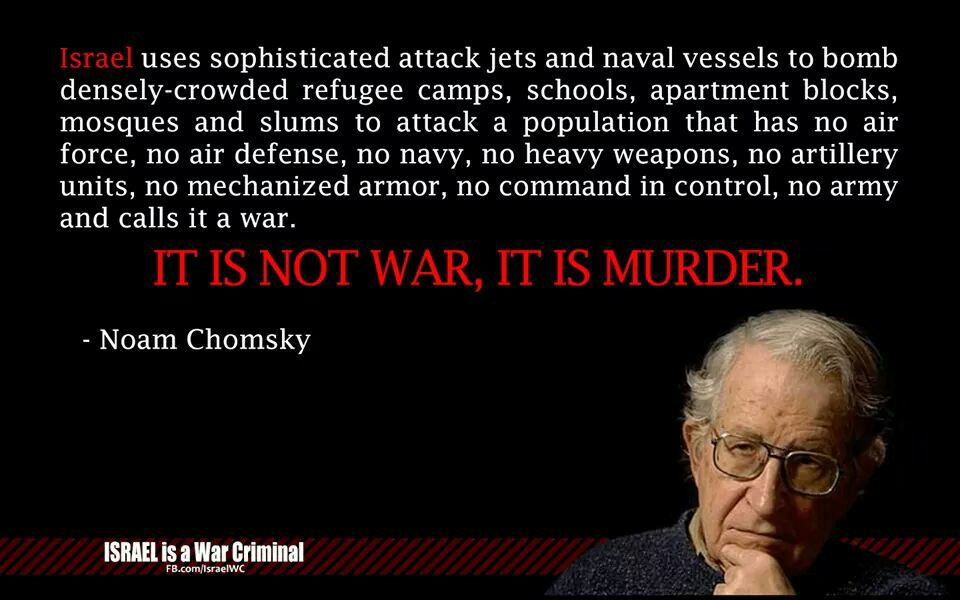 Israel uses sophisticated attack jets and naval vessels to bomb
densely-crowded refugee camps, schools, apartment blocks,
mosques and slums to attack a population that has no air
force, no air defense, no navy, no heavy weapons, no artillery
units, no mechanized armor, no command in control, no army
and calls it a war.
IT IS NOT WAR, IT IS MURDER.
- Noam Chomsky
ISRAEL is a War Criminal
FB.com/IsraelWC